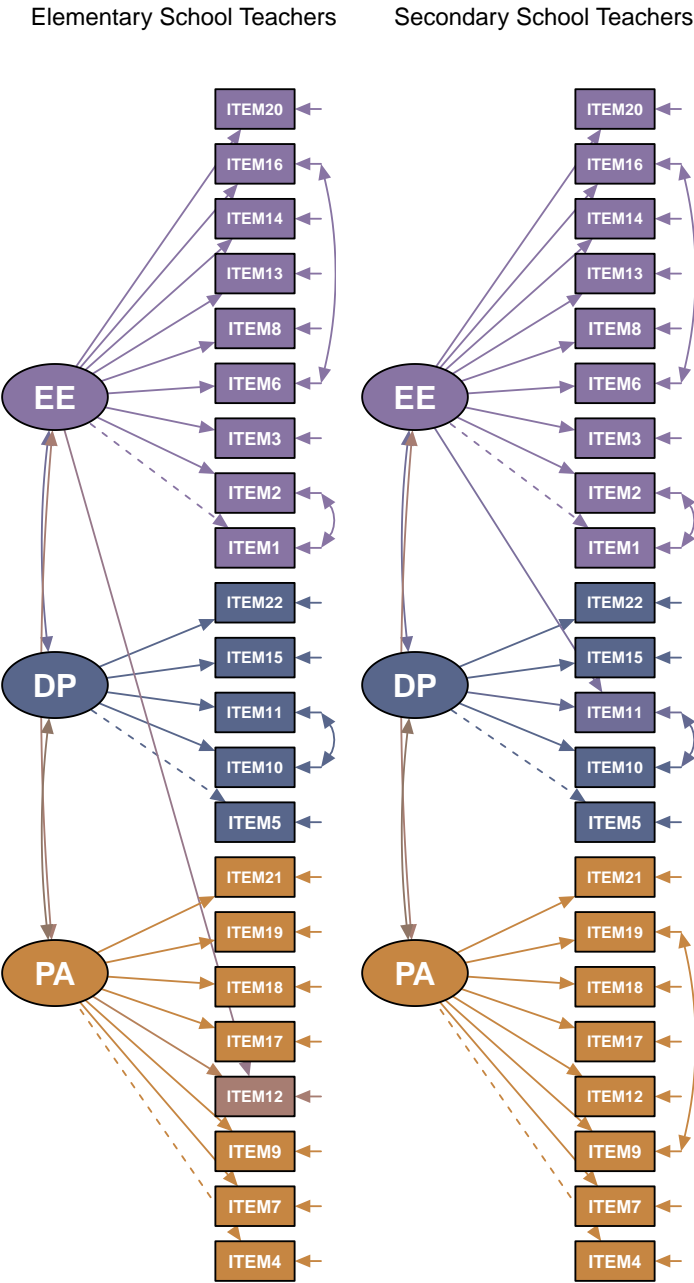 Elementary School Teachers
Secondary School Teachers
ITEM20
ITEM16
ITEM14
ITEM13
ITEM8
ITEM6
EE
ITEM3
ITEM2
ITEM1
ITEM22
ITEM15
DP
ITEM11
ITEM10
ITEM5
ITEM21
ITEM19
PA
ITEM18
ITEM17
ITEM12
ITEM9
ITEM7
ITEM4
ITEM20
ITEM16
ITEM14
ITEM13
ITEM8
ITEM6
EE
ITEM3
ITEM2
ITEM1
ITEM22
ITEM15
DP
ITEM11
ITEM10
ITEM5
ITEM21
ITEM19
PA
ITEM18
ITEM17
ITEM12
ITEM9
ITEM7
ITEM4